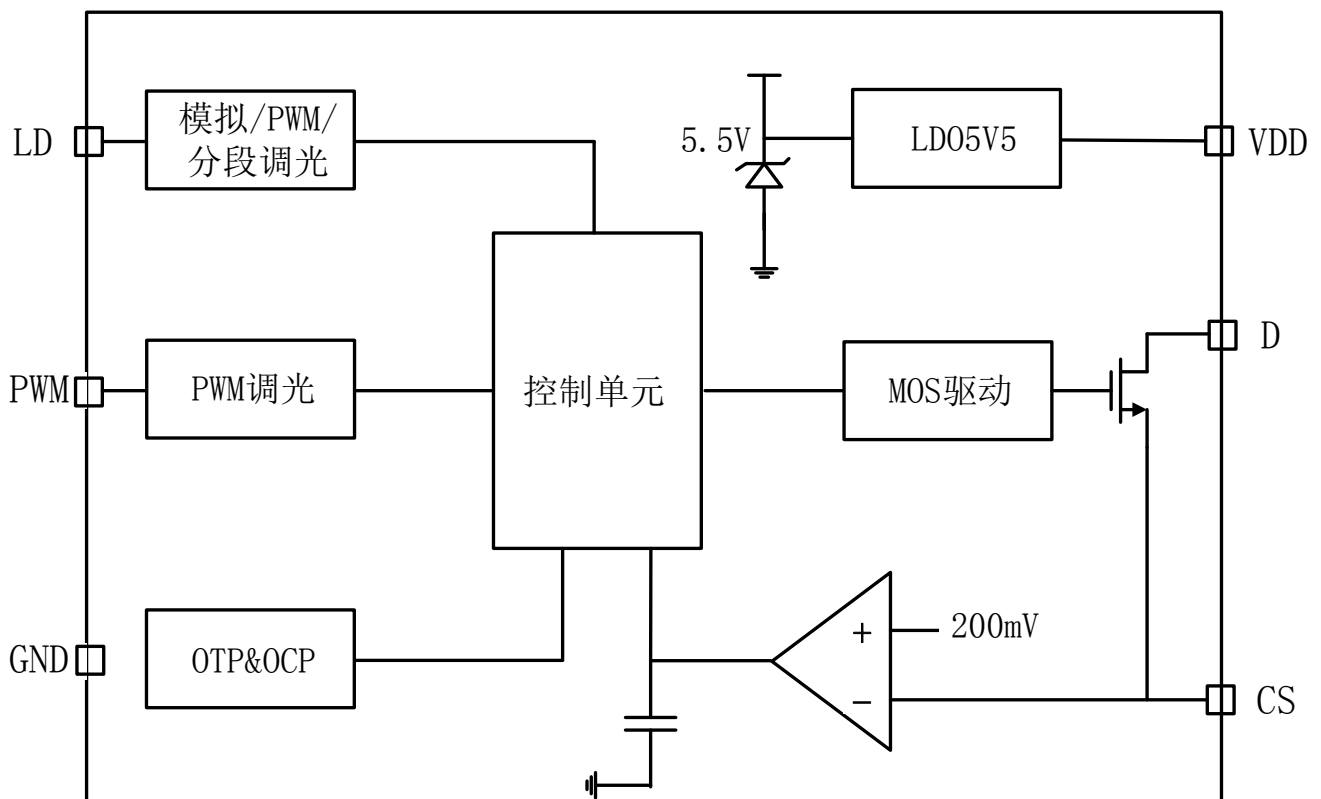 LD
模拟/PWM/
分段调光
5.5V
LDO5V5
VDD
PWM
PWM调光
控制单元
MOS驱动
D
GND
OTP&OCP
+
200mV
−
CS